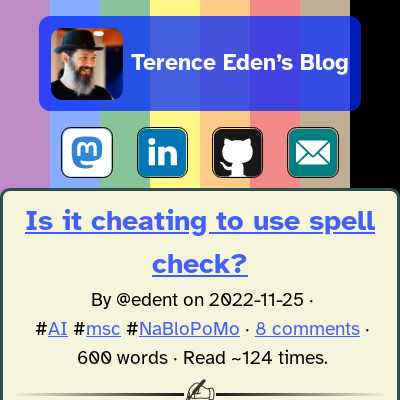 Terence Eden’s Blog
in
Is it cheating to use spell
check?
By @edent on 2022-11-25 ·
#AI #msc #NaBloPoMo · 8 comments ·
600 words · Read ~124 times.